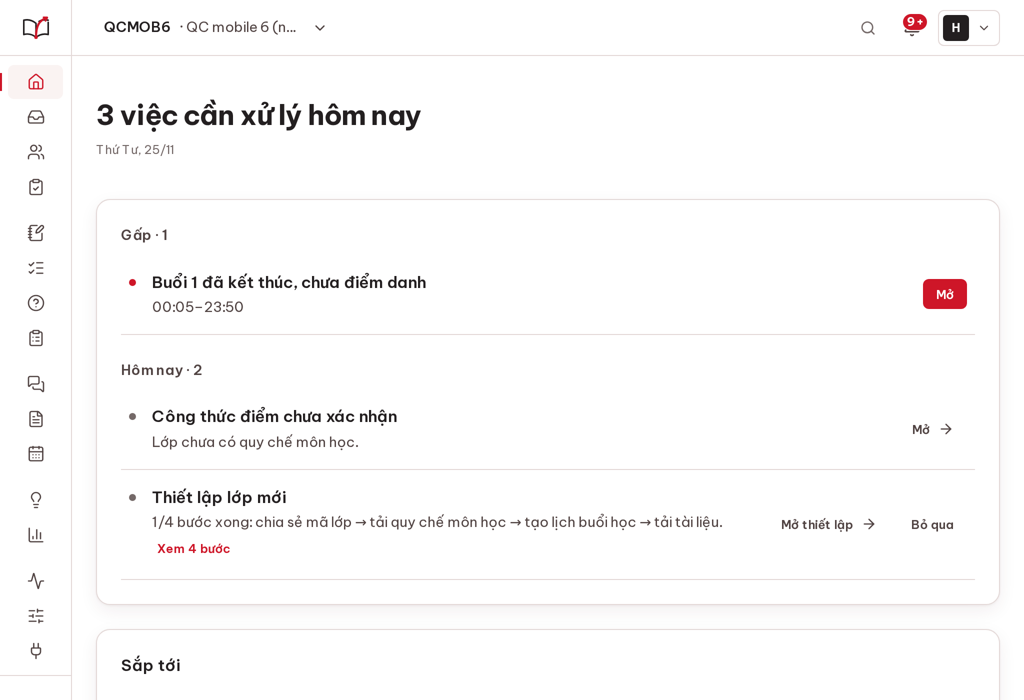 QCMOB6 · QC mobile 6 (n...
9+
H
3 việc cần xử lý hôm nay
Thứ Tư, 25/11
Gấp · 1
Buổi 1 đã kết thúc, chưa điểm danh
00:05–23:50
Mở
Hôm nay · 2
Công thức điểm chưa xác nhận
Lớp chưa có quy chế môn học.
Mở →
Thiết lập lớp mới
1/4 bước xong: chia sẻ mã lớp → tải quy chế môn học → tạo lịch buổi học → tải tài liệu.
Mở thiết lập →
Bỏ qua
Xem 4 bước
Sắp tới